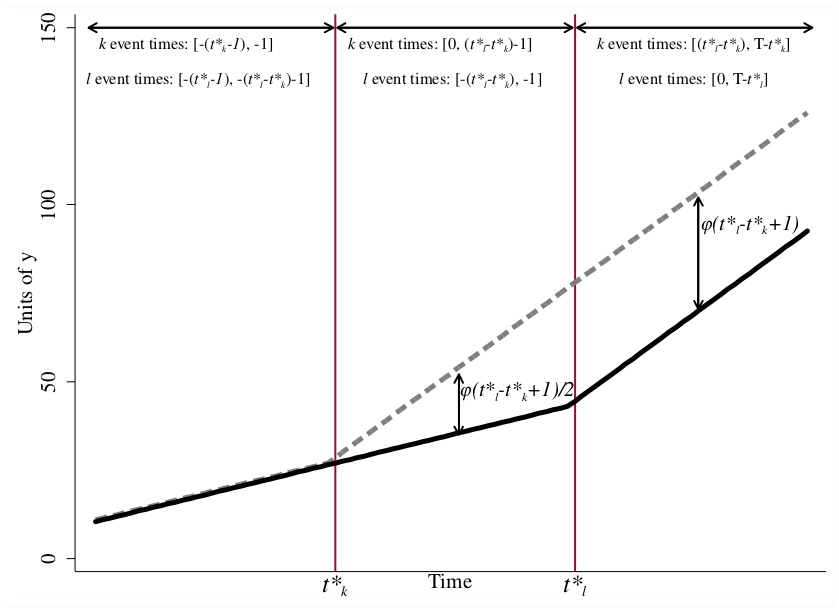 150
k event times: [-(t*k-1), -1]
k event times: [0, (t*l-t*k)-1]
k event times: [(t*l-t*k), T-t*k]
l event times: [-(t*l-1), -(t*l-t*k)-1]
l event times: [-(t*l-t*k), -1]
l event times: [0, T-t*l]
100
φ(t*l-t*k+1)
Units of y
50
φ(t*l-t*k+1)/2
0
t*k
Time
t*l